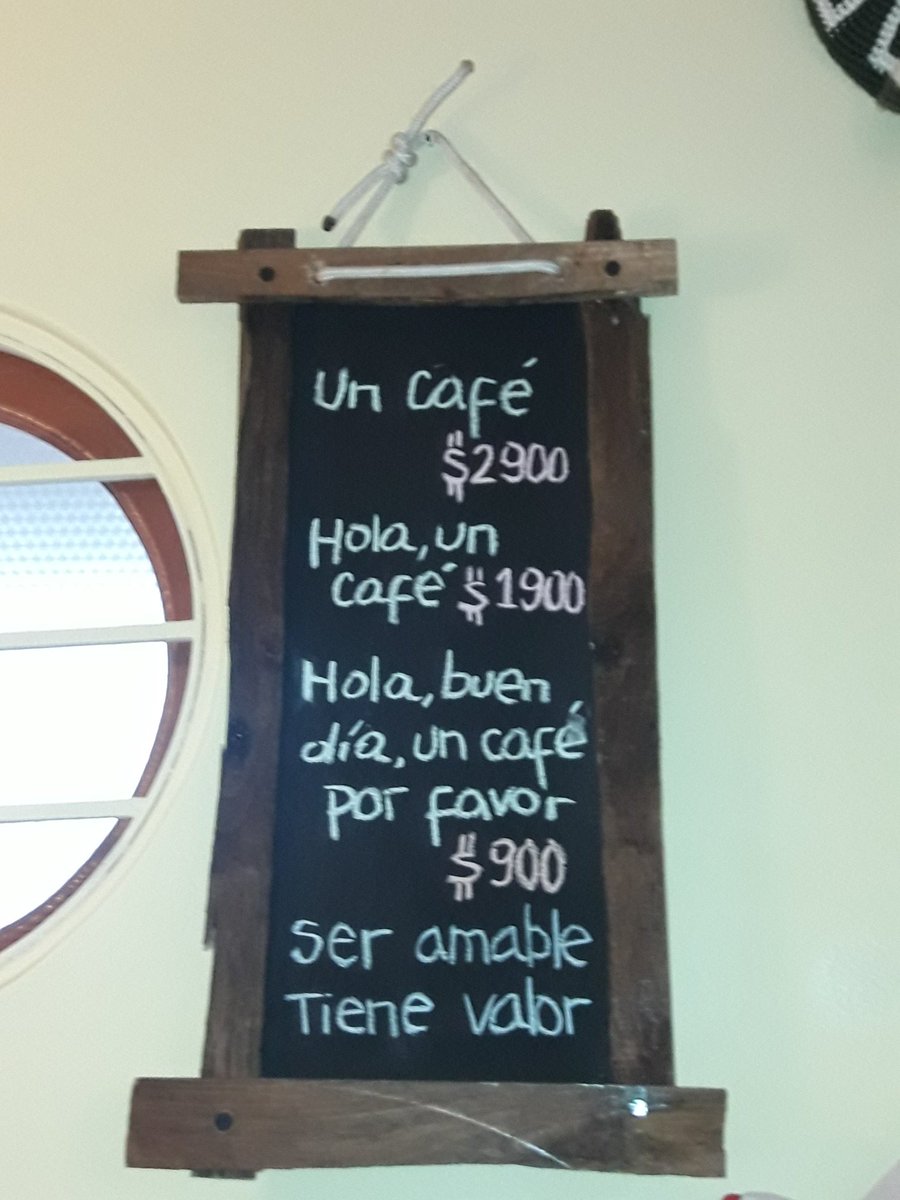 Un café
$2900
Hola, un
café $1900
Hola, buen
día, un café
por favor
$900
Ser amable
Tiene valor